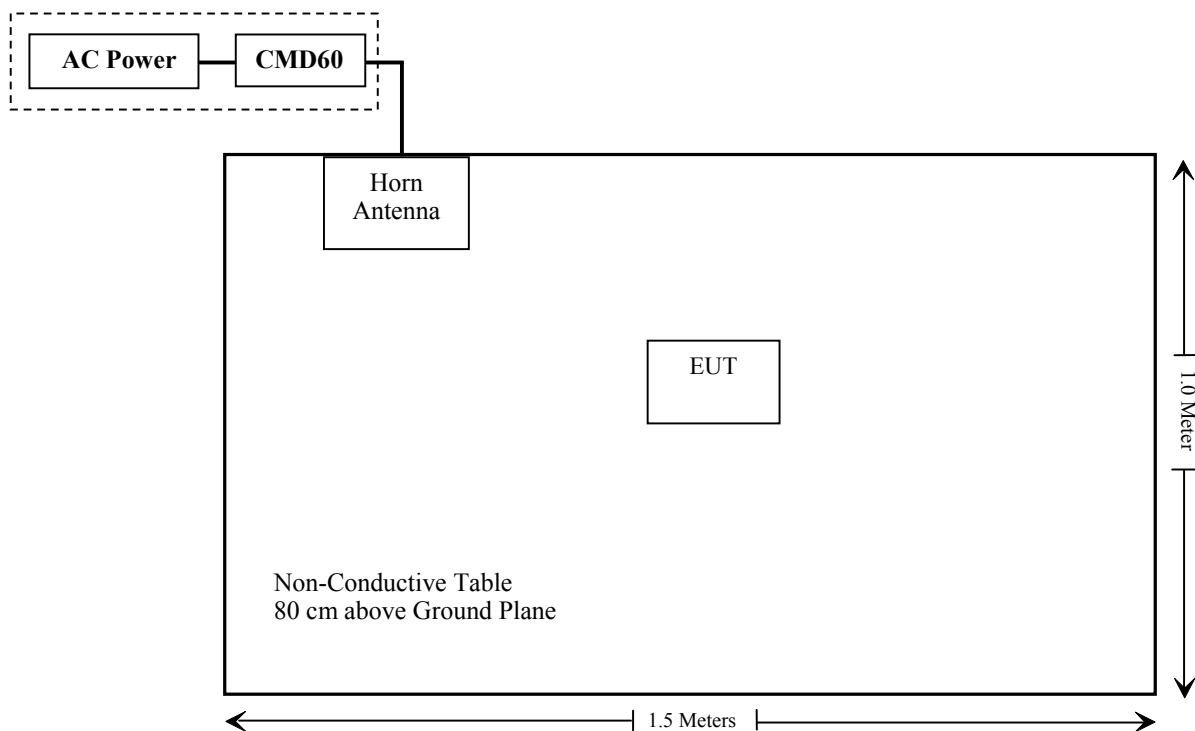 AC Power
CMD60
Horn
Antenna
EUT
1.0 Meter
Non-Conductive Table
80 cm above Ground Plane
1.5 Meters